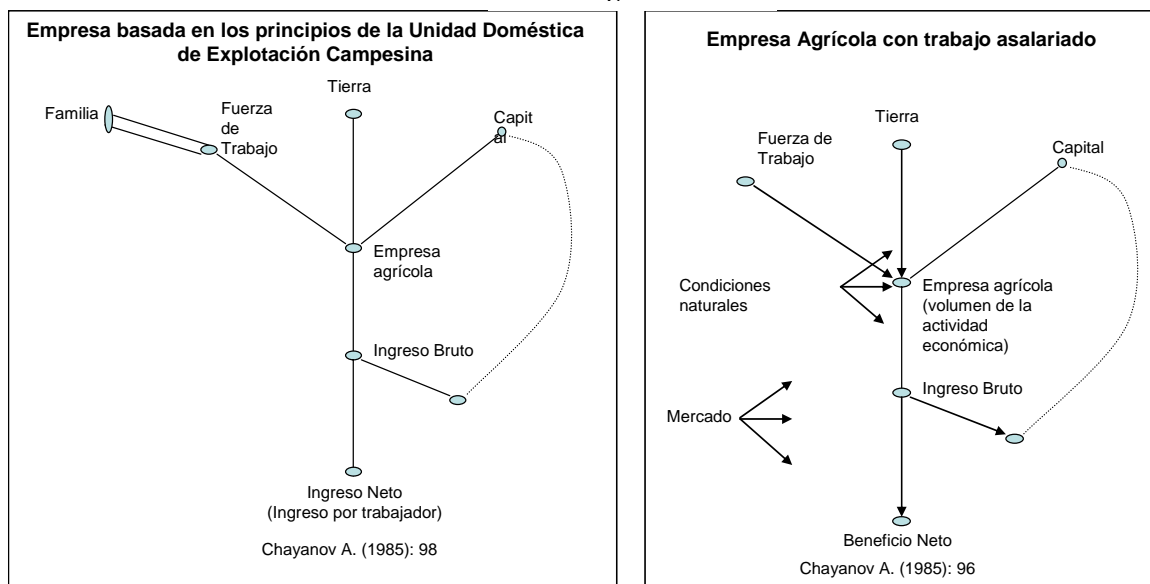 Empresa basada en los principios de la Unidad Doméstica
de Explotación Campesina
Tierra
Familia
Fuerza
de
Trabajo
Capit
al
Empresa
agrícola
Ingreso Bruto
Ingreso Neto
(Ingreso por trabajador)
Chayanov A. (1985): 98
Empresa Agrícola con trabajo asalariado
Tierra
Fuerza de
Trabajo
Capital
Condiciones
naturales
Empresa agrícola
(volumen de la
actividad
económica)
Ingreso Bruto
Mercado
Beneficio Neto
Chayanov A. (1985): 96